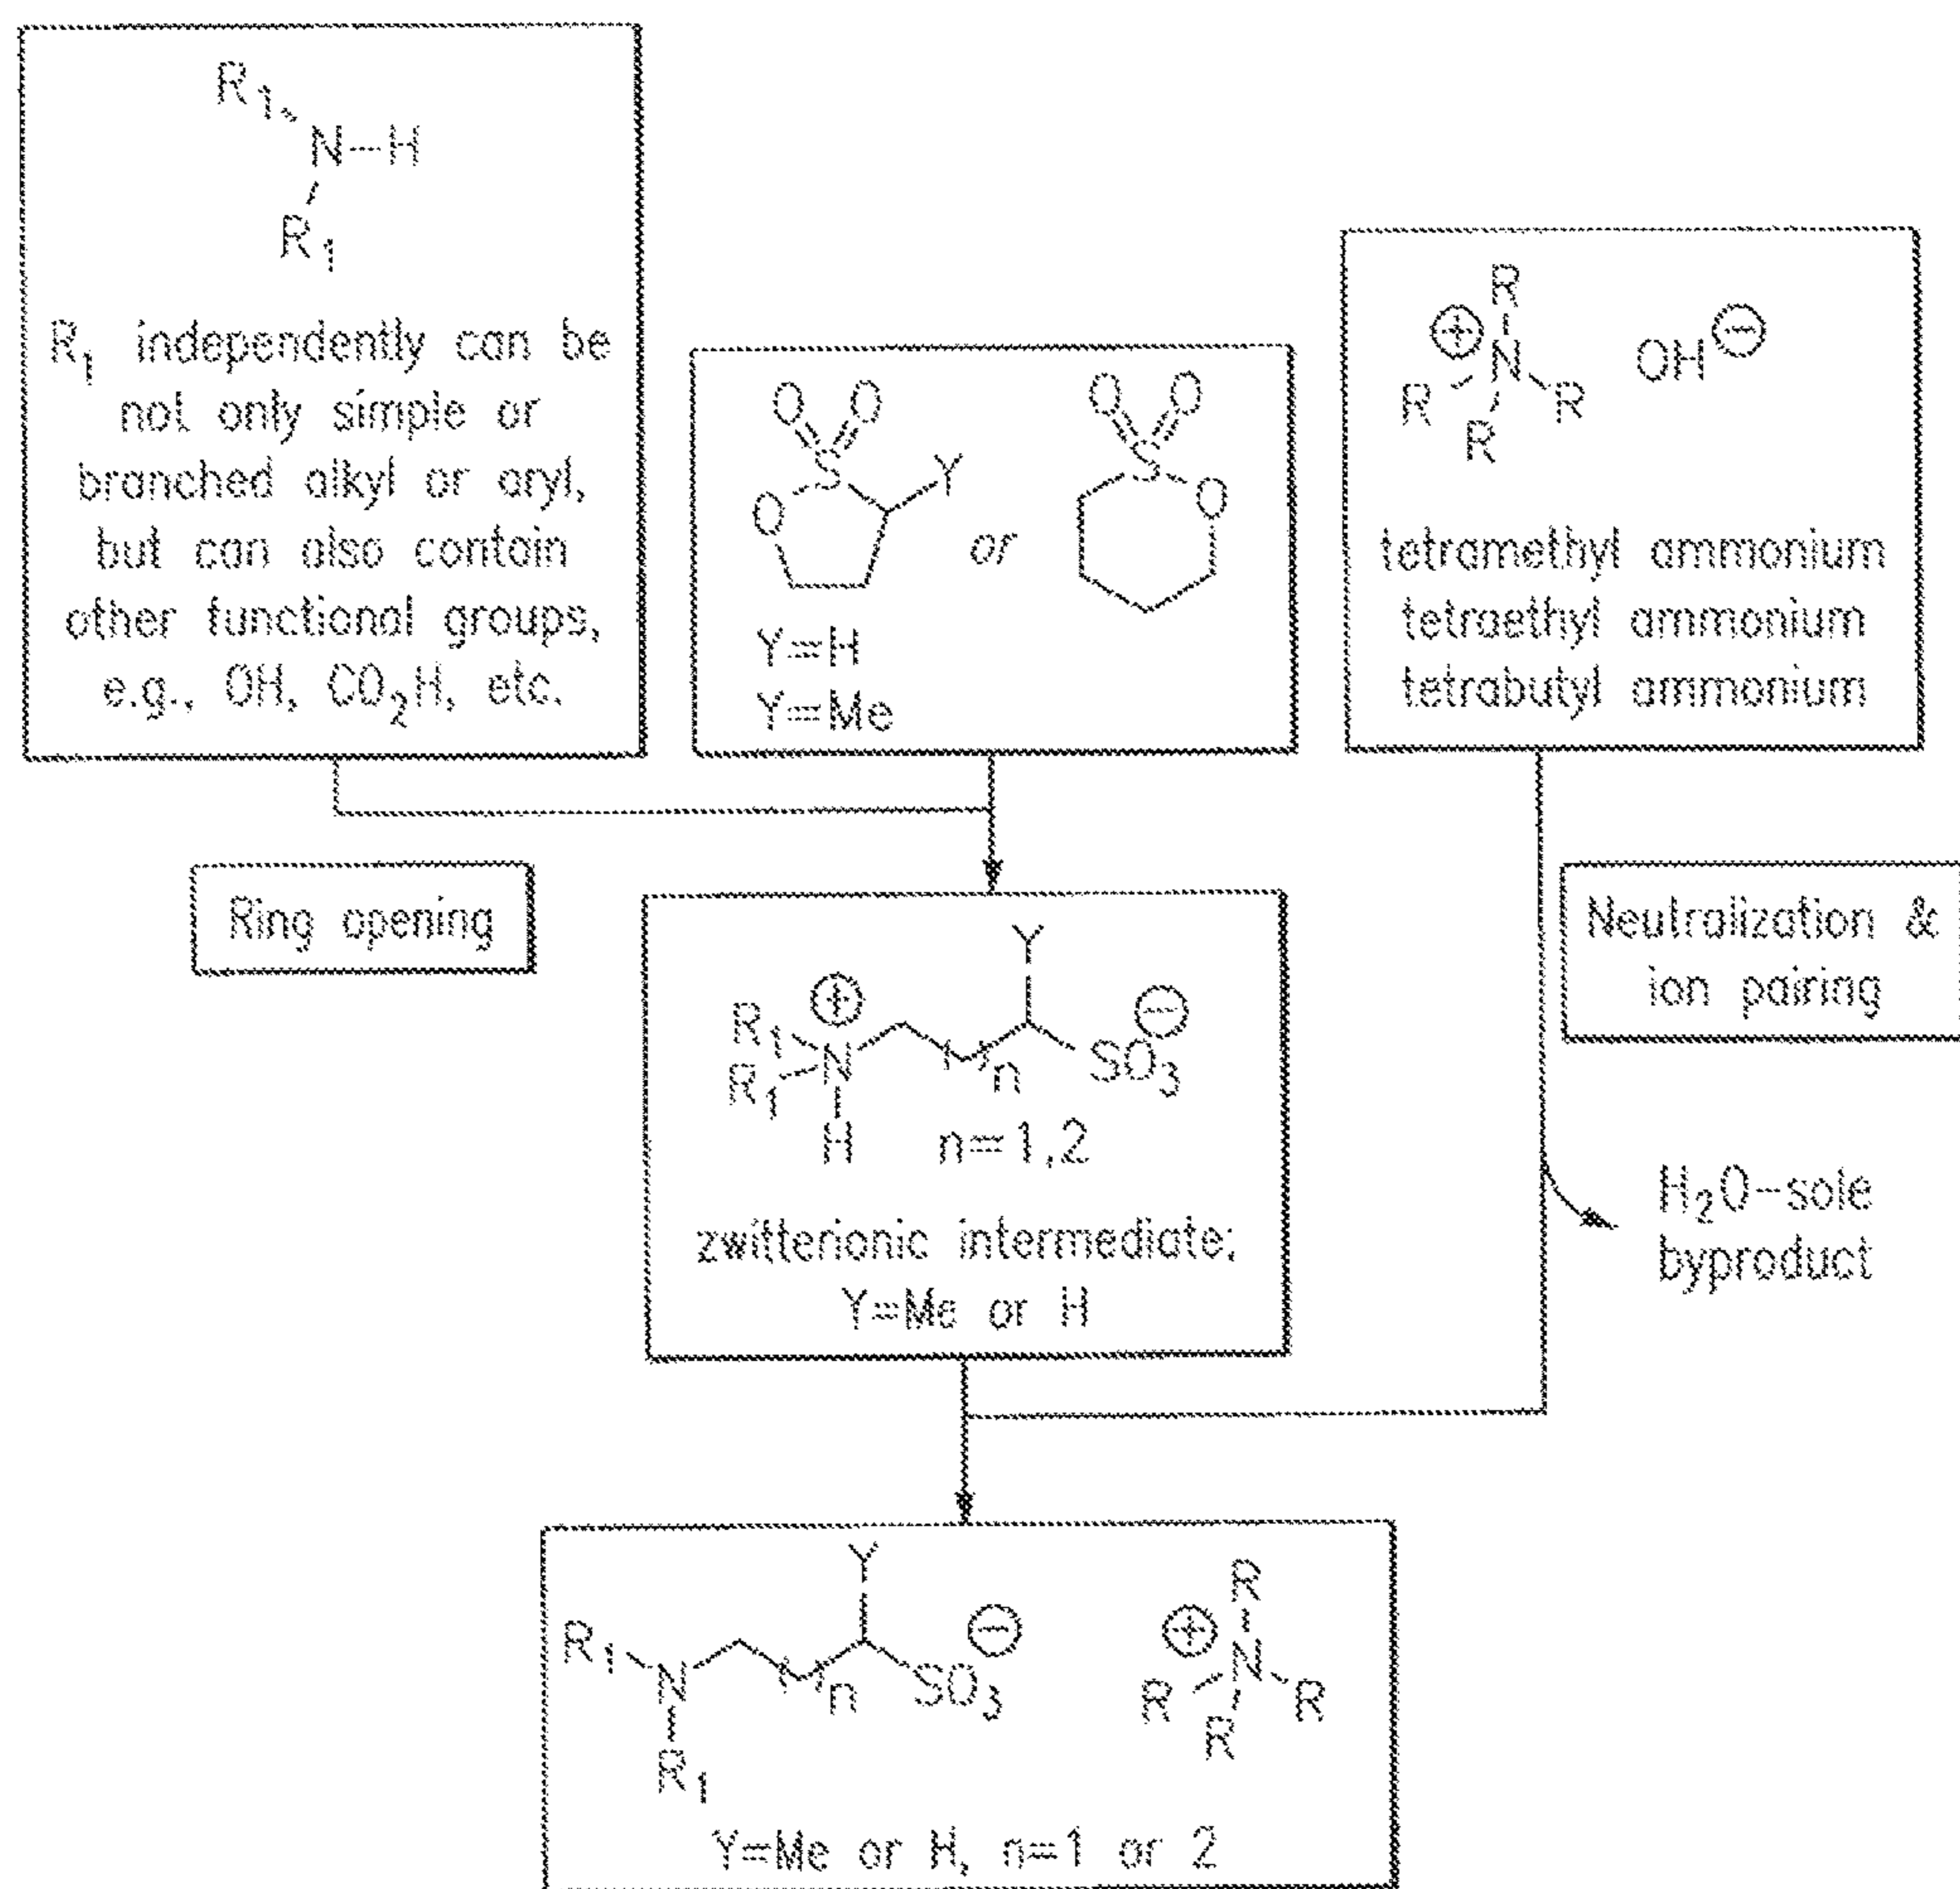 R1
N-H
R1
R1 independently can be
not only simple or
branched alkyl or aryl,
but can also contain
other functional groups,
e.g., OH, CO2H, etc.
O O
S Y
O
or
O O
S
O
Y=H
Y=Me
R
⊕ N OH ⊖
R R
R
tetramethyl ammonium
tetraethyl ammonium
tetrabutyl ammonium
Ring opening
Neutralization &
ion pairing
Y
⊕ ⊖
R1
N ( )n SO3
R1
H n=1,2
zwitterionic intermediate;
Y=Me or H
H2O-sole
byproduct
Y
R1 ⊖
N ( )n SO3
R1
R
⊕ N
R R
R
Y=Me or H, n=1 or 2